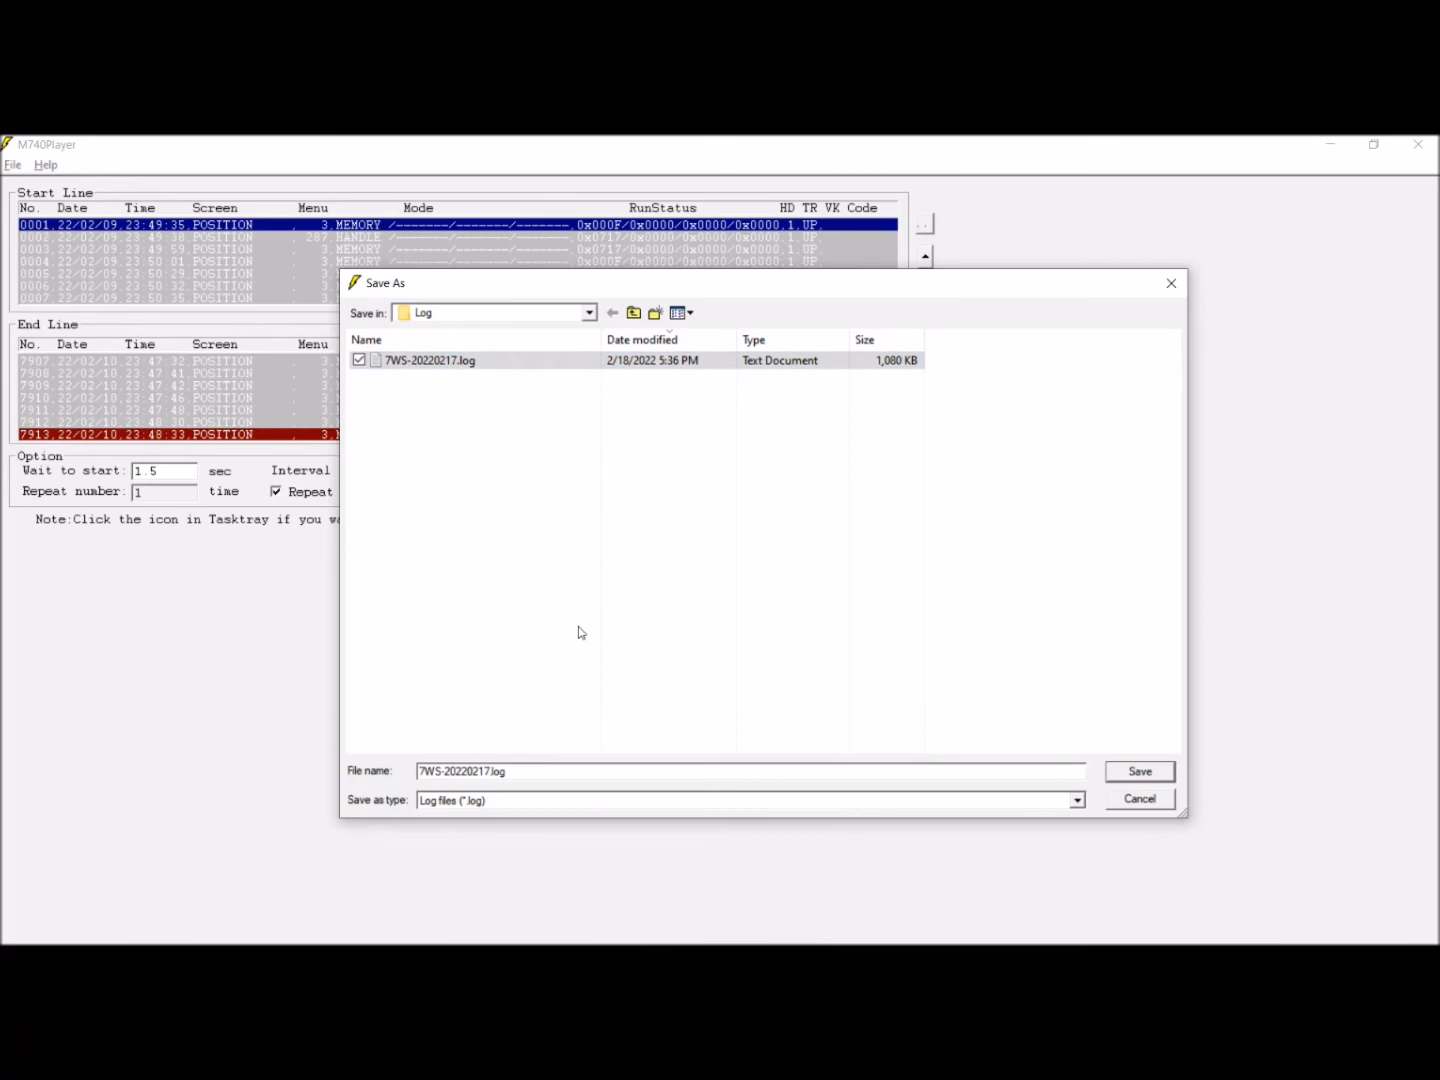 M740Player
File Help
Start Line
No. Date Time Screen Menu Mode RunStatus HD TR VK Code
0001,22/02/09,23:49:35,POSITION , 3,MEMORY /-------/-------/-------,0x000F/0x0000/0x0000/0x0000,1,UP,
0002,22/02/09,23:49:38,POSITION , 287,HANDLE /-------/-------/-------,0x0717/0x0000/0x0000/0x0000,1,UP,
0003,22/02/09,23:49:59,POSITION , 3,MEMORY /-------/-------/-------,0x0717/0x0000/0x0000/0x0000,1,UP,
0004,22/02/09,23:50:01,POSITION , 3,MEMORY /-------/-------/-------,0x000F/0x0000/0x0000/0x0000,1,UP,
0005,22/02/09,23:50:29,POSITION
0006,22/02/09,23:50:32,POSITION
0007,22/02/09,23:50:35,POSITION
End Line
No. Date Time Screen Menu
7907,22/02/10,23:47:32,POSITION , 3,
7908,22/02/10,23:47:41,POSITION , 3,
7909,22/02/10,23:47:42,POSITION , 3,
7910,22/02/10,23:47:46,POSITION , 3,
7911,22/02/10,23:47:48,POSITION , 3,
7912,22/02/10,23:48:30,POSITION , 3,
7913,22/02/10,23:48:33,POSITION , 3,
Option
Wait to start: 1.5 sec Interval
Repeat number: 1 time Repeat
Note:Click the icon in Tasktray if you wa
Save As
Save in: Log
Name Date modified Type Size
7WS-20220217.log 2/18/2022 5:36 PM Text Document 1,080 KB
File name: 7WS-20220217.log Save
Save as type: Log files (*.log) Cancel